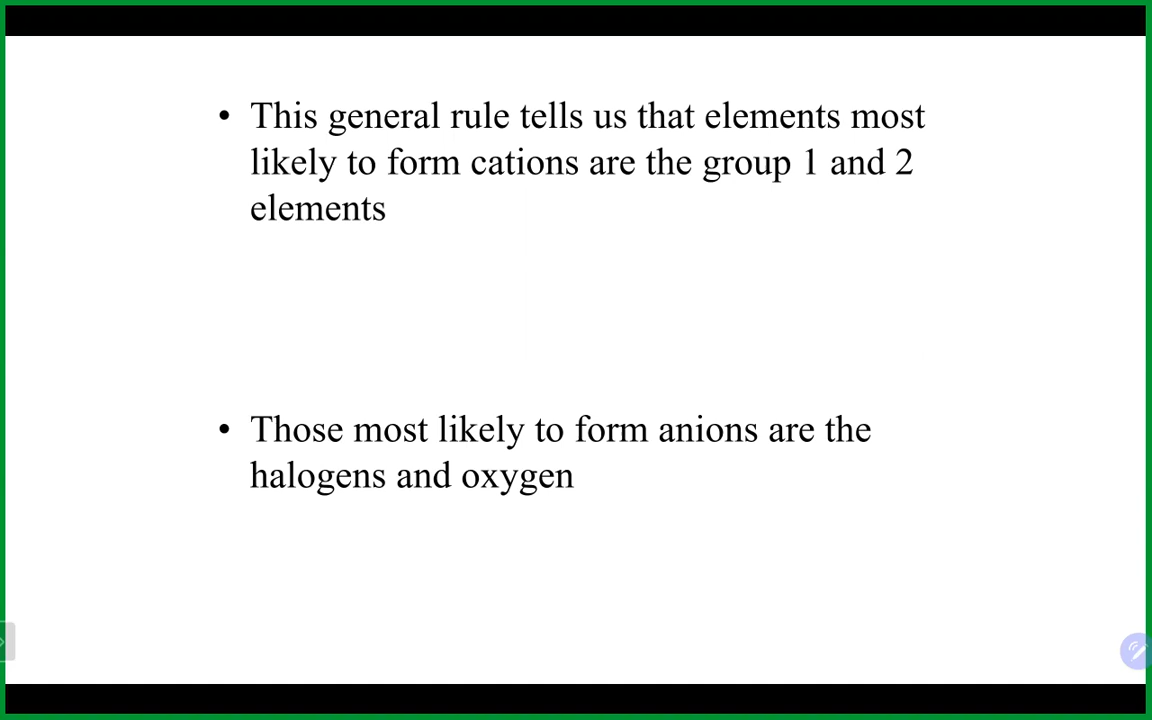 • This general rule tells us that elements most
likely to form cations are the group 1 and 2
elements
• Those most likely to form anions are the
halogens and oxygen